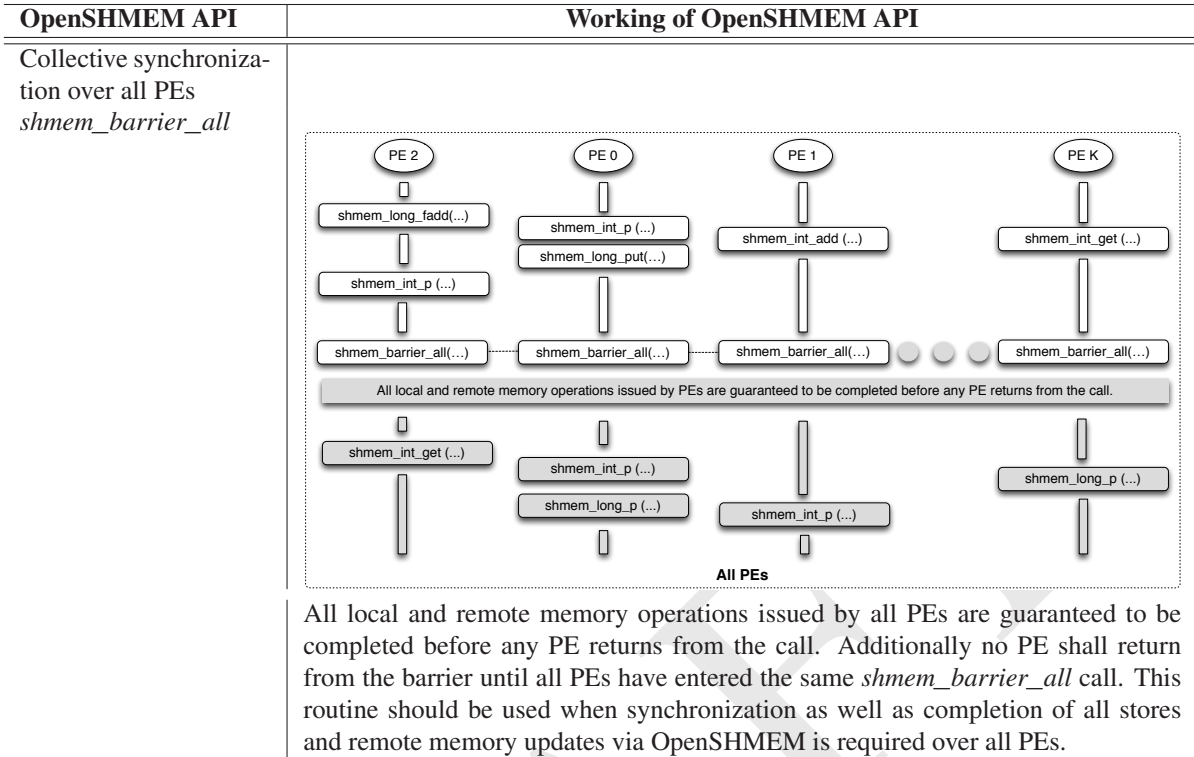 OpenSHMEM API Working of OpenSHMEM API
Collective synchroniza-
tion over all PEs
shmem_barrier_all
PE 2 PE 0 PE 1 PE K
shmem_long_fadd(...)
shmem_int_p (...)
shmem_int_add (...) shmem_int_get (...)
shmem_long_put(…)
shmem_int_p (...)
shmem_barrier_all(…) shmem_barrier_all(…) shmem_barrier_all(…) shmem_barrier_all(…)
All local and remote memory operations issued by PEs are guaranteed to be completed before any PE returns from the call.
shmem_int_get (...)
shmem_int_p (...)
shmem_long_p (...)
shmem_long_p (...)
shmem_int_p (...)
All PEs
All local and remote memory operations issued by all PEs are guaranteed to be
completed before any PE returns from the call. Additionally no PE shall return
from the barrier until all PEs have entered the same shmem_barrier_all call. This
routine should be used when synchronization as well as completion of all stores
and remote memory updates via OpenSHMEM is required over all PEs.